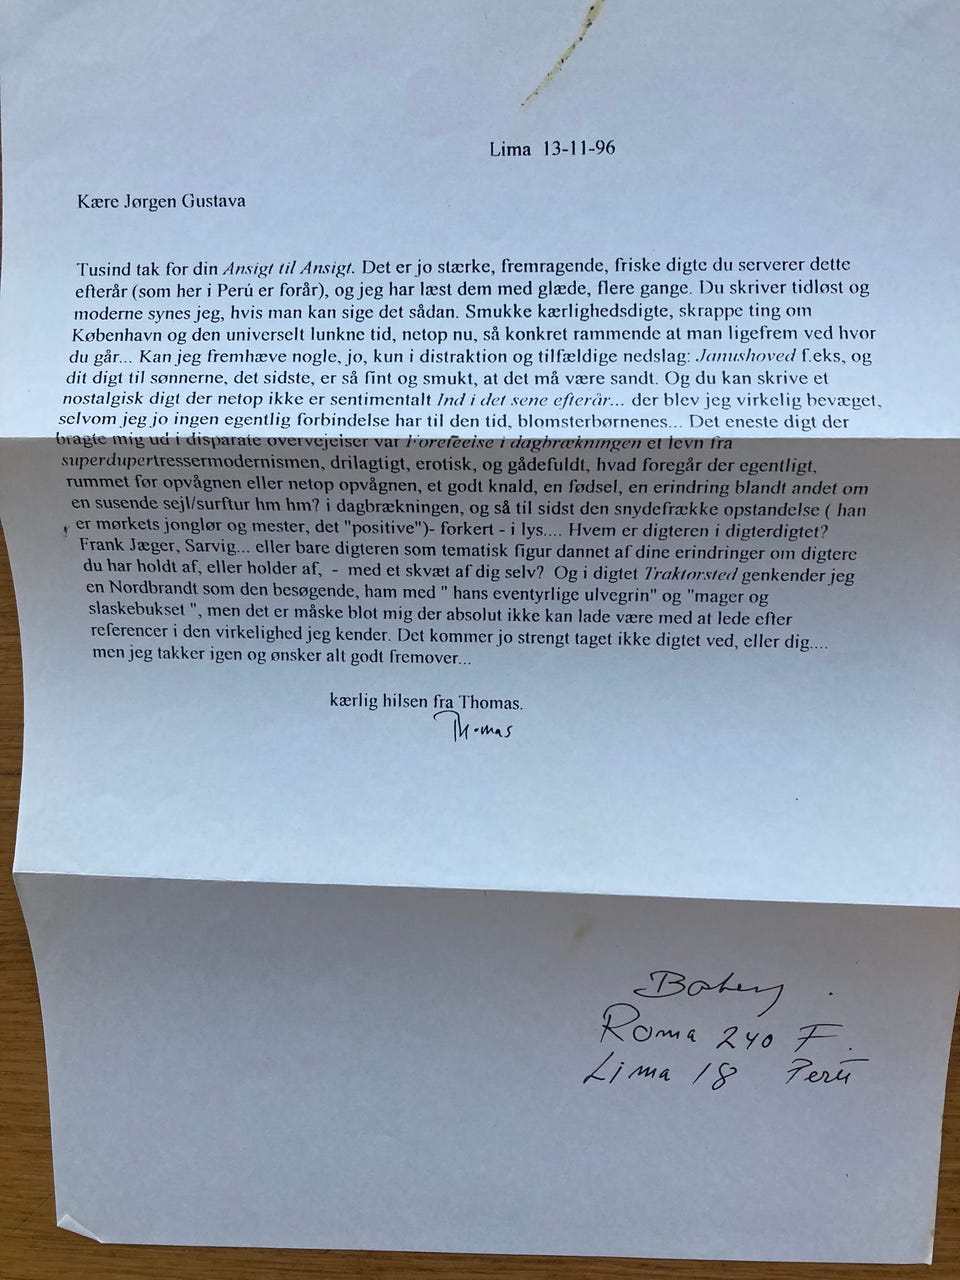 Lima 13-11-96
Kære Jørgen Gustava
Tusind tak for din Ansigt til Ansigt. Det er jo stærke, fremragende, friske digte du serverer dette
efterår (som her i Perú er forår), og jeg har læst dem med glæde, flere gange. Du skriver tidløst og
moderne synes jeg, hvis man kan sige det sådan. Smukke kærlighedsdigte, skrappe ting om
København og den universelt lunkne tid, netop nu, så konkret rammende at man ligefrem ved hvor
du går... Kan jeg fremhæve nogle, jo, kun i distraktion og tilfældige nedslag: Janushoved f.eks, og
dit digt til sønnerne, det sidste, er så fint og smukt, at det må være sandt. Og du kan skrive et
nostalgisk digt der netop ikke er sentimentalt Ind i det sene efterår... der blev jeg virkelig bevæget,
selvom jeg jo ingen egentlig forbindelse har til den tid, blomsterbørnenes... Det eneste digt der
bragte mig ud i disparate overvejelser var i dagbrækningen et levn fra
superdupertressermodernismen, drilagtigt, erotisk, og gådefuldt, hvad foregår der egentligt,
rummet før opvågnen eller netop opvågnen, et godt knald, en fødsel, en erindring blandt andet om
en susende sejl/surftur hm hm? i dagbrækningen, og så til sidst den snydefrække opstandelse ( han
er mørkets jonglør og mester, det "positive")- forkert - i lys.... Hvem er digteren i digterdigtet?
Frank Jæger, Sarvig... eller bare digteren som tematisk figur dannet af dine erindringer om digtere
du har holdt af, eller holder af, - med et skvæt af dig selv? Og i digtet Traktorsted genkender jeg
en Nordbrandt som den besøgende, ham med " hans eventyrlige ulvegrin" og "mager og
slaskebukset ", men det er måske blot mig der absolut ikke kan lade være med at lede efter
referencer i den virkelighed jeg kender. Det kommer jo strengt taget ikke digtet ved, eller dig....
men jeg takker igen og ønsker alt godt fremover...
kærlig hilsen fra Thomas.
Thomas
Roma 240 F.
Lima 18 Perú